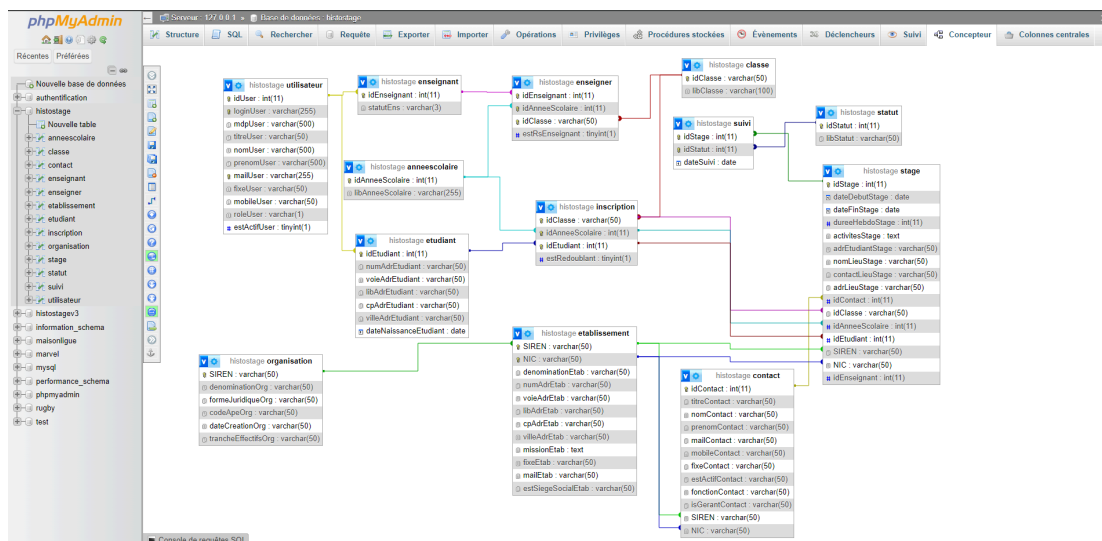 phpMyAdmin
Récentes Préférées
Nouvelle base de données
authentification
histostage
Nouvelle table
anneescolaire
classe
contact
enseignant
enseigner
etablissement
etudiant
inscription
organisation
stage
statut
suivi
utilisateur
histostagev3
information_schema
maisonligue
marvel
mysql
performance_schema
phpmyadmin
rugby
test
Serveur : 127.0.0.1 » Base de données : histostage
Structure SQL Rechercher Requête Exporter Importer Opérations Privilèges Procédures stockées Évènements Déclencheurs Suivi Concepteur Colonnes centrales
histostage utilisateur
idUser : int(11)
loginUser : varchar(255)
mdpUser : varchar(500)
titreUser : varchar(50)
nomUser : varchar(500)
prenomUser : varchar(500)
mailUser : varchar(255)
fixeUser : varchar(50)
mobileUser : varchar(50)
roleUser : varchar(1)
estActifUser : tinyint(1)
histostage enseignant
idEnseignant : int(11)
statutEns : varchar(3)
histostage enseigner
idEnseignant : int(11)
idAnneeScolaire : int(11)
idClasse : varchar(50)
estRsEnseignant : tinyint(1)
histostage classe
idClasse : varchar(50)
libClasse : varchar(100)
histostage suivi
idStage : int(11)
idStatut : int(11)
dateSuivi : date
histostage statut
idStatut : int(11)
libStatut : varchar(50)
histostage anneescolaire
idAnneeScolaire : int(11)
libAnneeScolaire : varchar(255)
histostage inscription
idClasse : varchar(50)
idAnneeScolaire : int(11)
idEtudiant : int(11)
estRedoublant : tinyint(1)
histostage stage
idStage : int(11)
dateDebutStage : date
dateFinStage : date
dureeHebdoStage : int(11)
activitesStage : text
adrEtudiantStage : varchar(50)
nomLieuStage : varchar(50)
contactLieuStage : varchar(50)
adrLieuStage : varchar(50)
idContact : int(11)
idClasse : varchar(50)
idAnneeScolaire : int(11)
idEtudiant : int(11)
SIREN : varchar(50)
NIC : varchar(50)
idEnseignant : int(11)
histostage etudiant
idEtudiant : int(11)
numAdrEtudiant : varchar(50)
voieAdrEtudiant : varchar(50)
libAdrEtudiant : varchar(50)
cpAdrEtudiant : varchar(50)
villeAdrEtudiant : varchar(50)
dateNaissanceEtudiant : date
histostage organisation
SIREN : varchar(50)
denominationOrg : varchar(50)
formeJuridiqueOrg : varchar(50)
codeApeOrg : varchar(50)
dateCreationOrg : varchar(50)
trancheEffectifsOrg : varchar(50)
histostage etablissement
SIREN : varchar(50)
NIC : varchar(50)
denominationEtab : varchar(50)
numAdrEtab : varchar(50)
voieAdrEtab : varchar(50)
libAdrEtab : varchar(50)
cpAdrEtab : varchar(50)
villeAdrEtab : varchar(50)
missionEtab : text
fixeEtab : varchar(50)
mailEtab : varchar(50)
estSiegeSocialEtab : varchar(50)
histostage contact
idContact : int(11)
titreContact : varchar(50)
nomContact : varchar(50)
prenomContact : varchar(50)
mailContact : varchar(50)
mobileContact : varchar(50)
fixeContact : varchar(50)
estActifContact : varchar(50)
fonctionContact : varchar(50)
isGerantContact : varchar(50)
SIREN : varchar(50)
NIC : varchar(50)
Console de requêtes SQL